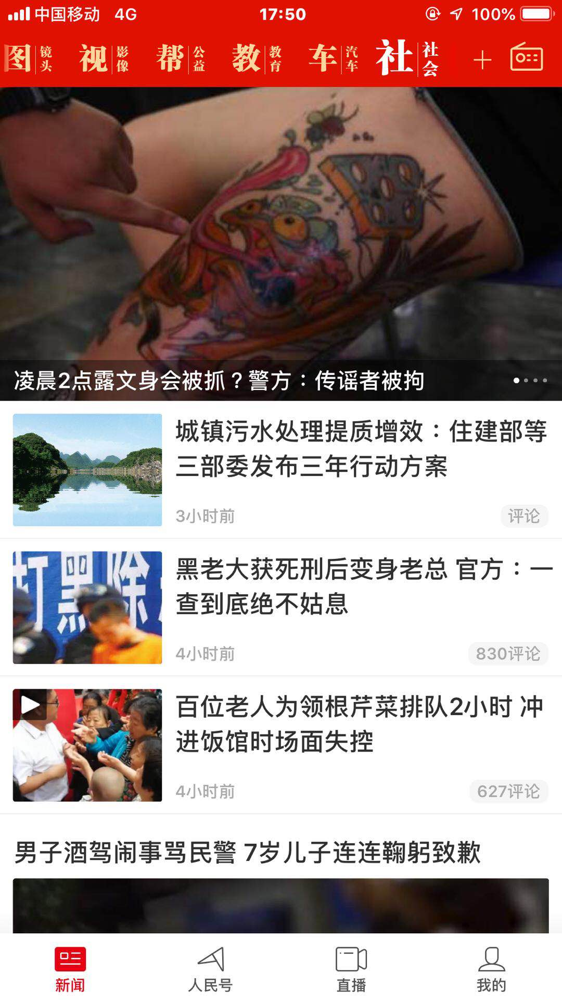 中国移动 4G 17:50 100%
图 镜头 视 影像 帮 公益 教 教育 车 汽车 社 社会
凌晨2点露文身会被抓？警方：传谣者被拘
城镇污水处理提质增效：住建部等
三部委发布三年行动方案
3小时前 评论
打黑除
黑老大获死刑后变身老总 官方：一
查到底绝不姑息
4小时前 830评论
百位老人为领根芹菜排队2小时 冲
进饭馆时场面失控
4小时前 627评论
男子酒驾闹事骂民警 7岁儿子连连鞠躬致歉
新闻 人民号 直播 我的